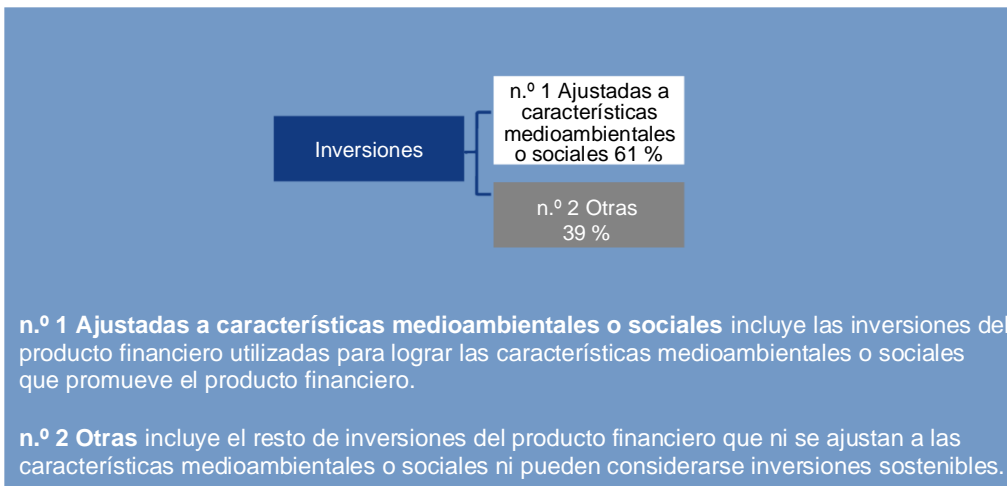 Inversiones
n.º 1 Ajustadas a
características
medioambientales
o sociales 61 %
n.º 2 Otras
39 %
n.º 1 Ajustadas a características medioambientales o sociales incluye las inversiones del
producto financiero utilizadas para lograr las características medioambientales o sociales
que promueve el producto financiero.
n.º 2 Otras incluye el resto de inversiones del producto financiero que ni se ajustan a las
características medioambientales o sociales ni pueden considerarse inversiones sostenibles.